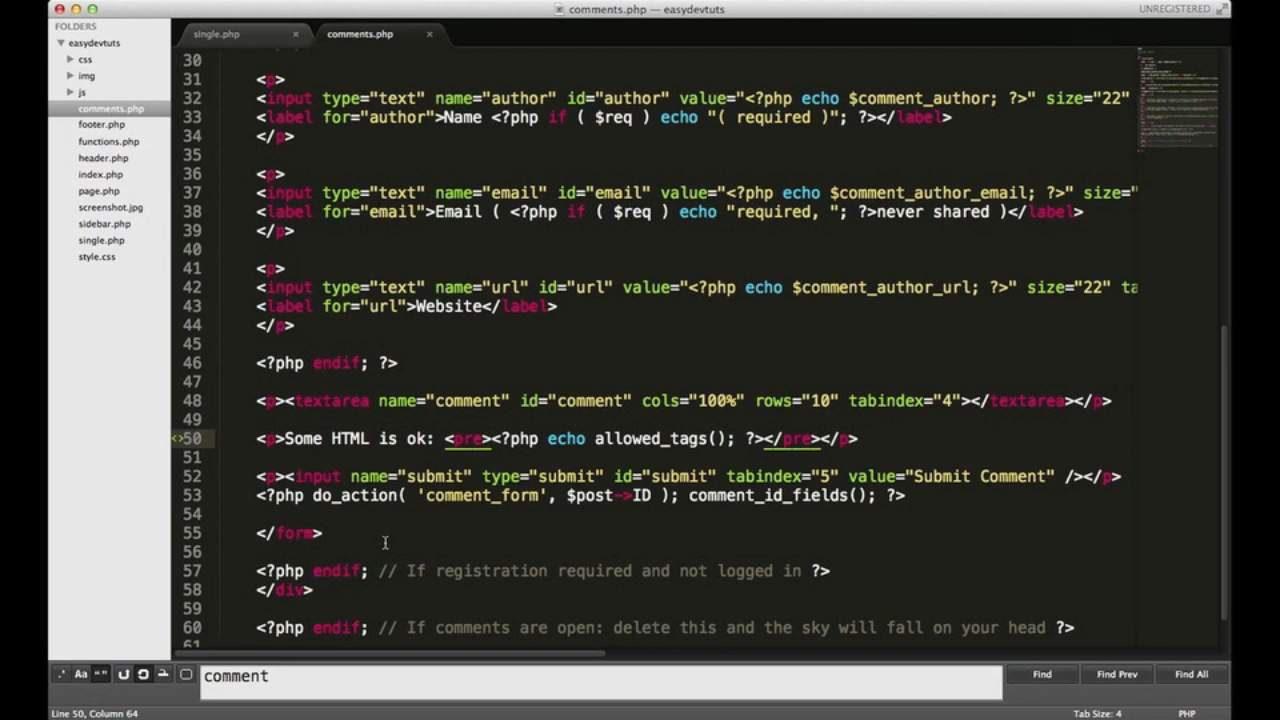 comments.php — easydevtuts
UNREGISTERED
FOLDERS
easydevtuts
css
img
js
comments.php
footer.php
functions.php
header.php
index.php
page.php
screenshot.jpg
sidebar.php
single.php
style.css
single.php × comments.php ×
30
31 <p>
32 <input type="text" name="author" id="author" value="<?php echo $comment_author; ?>" size="22"
33 <label for="author">Name <?php if ( $req ) echo "( required )"; ?></label>
34 </p>
35
36 <p>
37 <input type="text" name="email" id="email" value="<?php echo $comment_author_email; ?>" size="
38 <label for="email">Email ( <?php if ( $req ) echo "required, "; ?>never shared )</label>
39 </p>
40
41 <p>
42 <input type="text" name="url" id="url" value="<?php echo $comment_author_url; ?>" size="22" ta
43 <label for="url">Website</label>
44 </p>
45
46 <?php endif; ?>
47
48 <p><textarea name="comment" id="comment" cols="100%" rows="10" tabindex="4"></textarea></p>
49
50 <p>Some HTML is ok: <pre><?php echo allowed_tags(); ?></pre></p>
51
52 <p><input name="submit" type="submit" id="submit" tabindex="5" value="Submit Comment" /></p>
53 <?php do_action( 'comment_form', $post->ID ); comment_id_fields(); ?>
54
55 </form>
56
57 <?php endif; // If registration required and not logged in ?>
58 </div>
59
60 <?php endif; // If comments are open: delete this and the sky will fall on your head ?>
61
.* Aa “” comment Find Find Prev Find All
Line 50, Column 64 Tab Size: 4 PHP